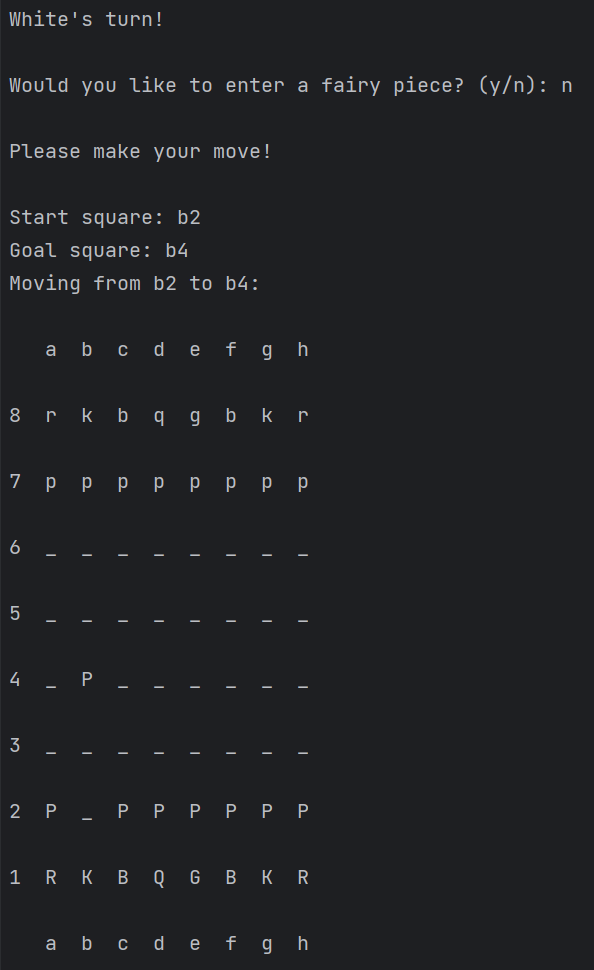 White's turn!
Would you like to enter a fairy piece? (y/n): n
Please make your move!
Start square: b2
Goal square: b4
Moving from b2 to b4:
a b c d e f g h
8 r k b q g b k r
7 p p p p p p p p
6 _ _ _ _ _ _ _ _
5 _ _ _ _ _ _ _ _
4 _ P _ _ _ _ _ _
3 _ _ _ _ _ _ _ _
2 P _ P P P P P P
1 R K B Q G B K R
a b c d e f g h